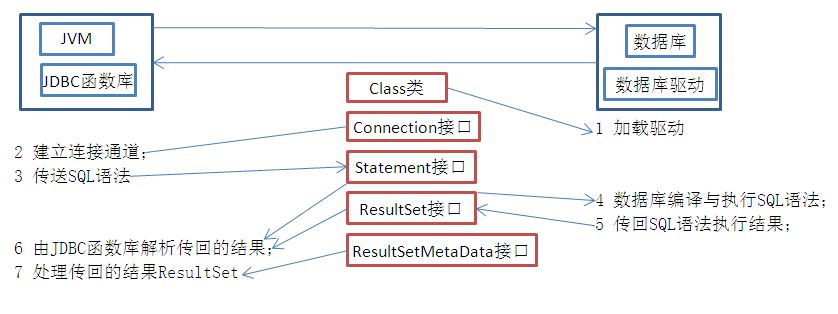 JVM
JDBC函数库
数据库
数据库驱动
Class类
1 加载驱动
Connection接口
2 建立连接通道;
3 传送SQL语法
Statement接口
ResultSet接口
4 数据库编译与执行SQL语法;
5 传回SQL语法执行结果;
6 由JDBC函数库解析传回的结果;
7 处理传回的结果ResultSet
ResultSetMetaData接口